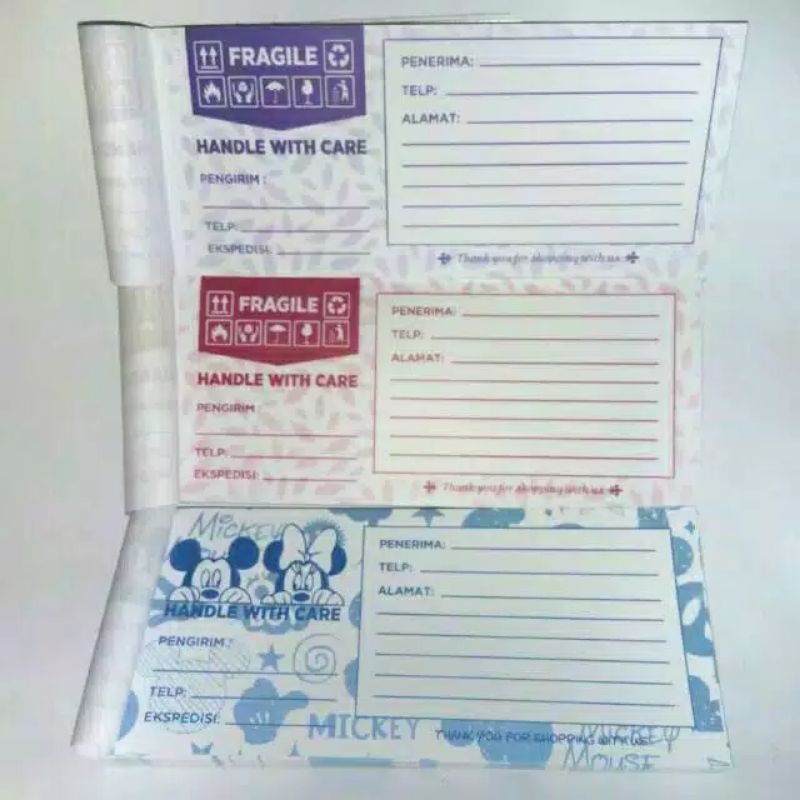 FRAGILE
HANDLE WITH CARE
PENGIRIM :
TELP:
EKSPEDISI:
PENERIMA:
TELP:
ALAMAT:
Thank you for shopping with us
FRAGILE
HANDLE WITH CARE
PENGIRIM
TELP:
EKSPEDISI:
PENERIMA:
TELP:
ALAMAT:
Thank you for shopping with us
MICKEY
MOUSE
HANDLE WITH CARE
PENGIRIM:
TELP:
EKSPEDISI:
PENERIMA:
TELP:
ALAMAT:
MICKEY
THANK YOU FOR SHOPPING WITH US
MICKEY
MOUSE